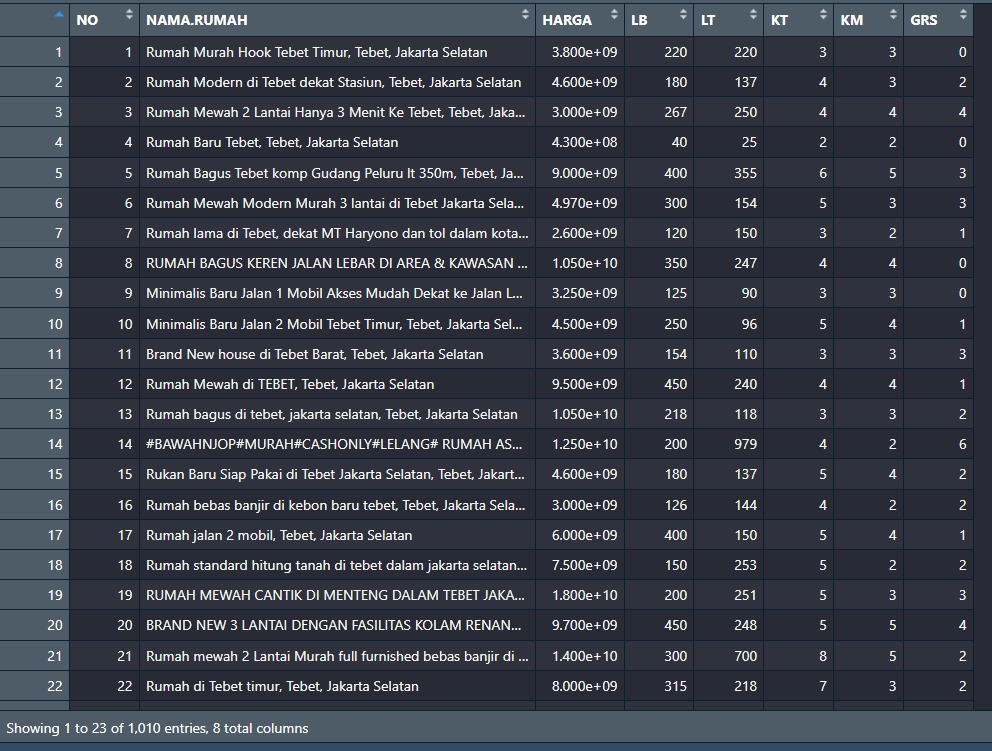 NO NAMA.RUMAH HARGA LB LT KT KM GRS
1 1 Rumah Murah Hook Tebet Timur, Tebet, Jakarta Selatan 3.800e+09 220 220 3 3 0
2 2 Rumah Modern di Tebet dekat Stasiun, Tebet, Jakarta Selatan 4.600e+09 180 137 4 3 2
3 3 Rumah Mewah 2 Lantai Hanya 3 Menit Ke Tebet, Tebet, Jaka... 3.000e+09 267 250 4 4 4
4 4 Rumah Baru Tebet, Tebet, Jakarta Selatan 4.300e+08 40 25 2 2 0
5 5 Rumah Bagus Tebet komp Gudang Peluru lt 350m, Tebet, Ja... 9.000e+09 400 355 6 5 3
6 6 Rumah Mewah Modern Murah 3 lantai di Tebet Jakarta Sela... 4.970e+09 300 154 5 3 3
7 7 Rumah lama di Tebet, dekat MT Haryono dan tol dalam kota... 2.600e+09 120 150 3 2 1
8 8 RUMAH BAGUS KEREN JALAN LEBAR DI AREA & KAWASAN ... 1.050e+10 350 247 4 4 0
9 9 Minimalis Baru Jalan 1 Mobil Akses Mudah Dekat ke Jalan L... 3.250e+09 125 90 3 3 0
10 10 Minimalis Baru Jalan 2 Mobil Tebet Timur, Tebet, Jakarta Sel... 4.500e+09 250 96 5 4 1
11 11 Brand New house di Tebet Barat, Tebet, Jakarta Selatan 3.600e+09 154 110 3 3 3
12 12 Rumah Mewah di TEBET, Tebet, Jakarta Selatan 9.500e+09 450 240 4 4 1
13 13 Rumah bagus di tebet, jakarta selatan, Tebet, Jakarta Selatan 1.050e+10 218 118 3 3 2
14 14 #BAWAHNJOP#MURAH#CASHONLY#LELANG# RUMAH AS... 1.250e+10 200 979 4 2 6
15 15 Rukan Baru Siap Pakai di Tebet Jakarta Selatan, Tebet, Jakart... 4.600e+09 180 137 5 4 2
16 16 Rumah bebas banjir di kebon baru tebet, Tebet, Jakarta Sela... 3.000e+09 126 144 4 2 2
17 17 Rumah jalan 2 mobil, Tebet, Jakarta Selatan 6.000e+09 400 150 5 4 1
18 18 Rumah standard hitung tanah di tebet dalam jakarta selatan... 7.500e+09 150 253 5 2 2
19 19 RUMAH MEWAH CANTIK DI MENTENG DALAM TEBET JAKA... 1.800e+10 200 251 5 3 3
20 20 BRAND NEW 3 LANTAI DENGAN FASILITAS KOLAM RENAN... 9.700e+09 450 248 5 5 4
21 21 Rumah mewah 2 Lantai Murah full furnished bebas banjir di ... 1.400e+10 300 700 8 5 2
22 22 Rumah di Tebet timur, Tebet, Jakarta Selatan 8.000e+09 315 218 7 3 2
Showing 1 to 23 of 1,010 entries, 8 total columns